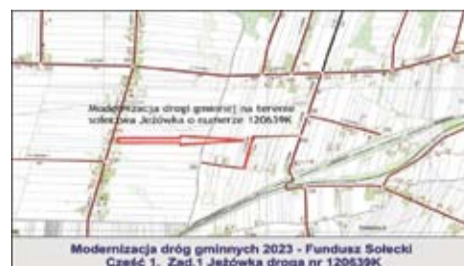 Modernizacja drogi gminnej na terenie
sołectwa Jeżówka o numerze 120639K
Modernizacja dróg gminnych 2023 - Fundusz Sołecki
Część 1, Zad.1 Jeżówka droga nr 120639K